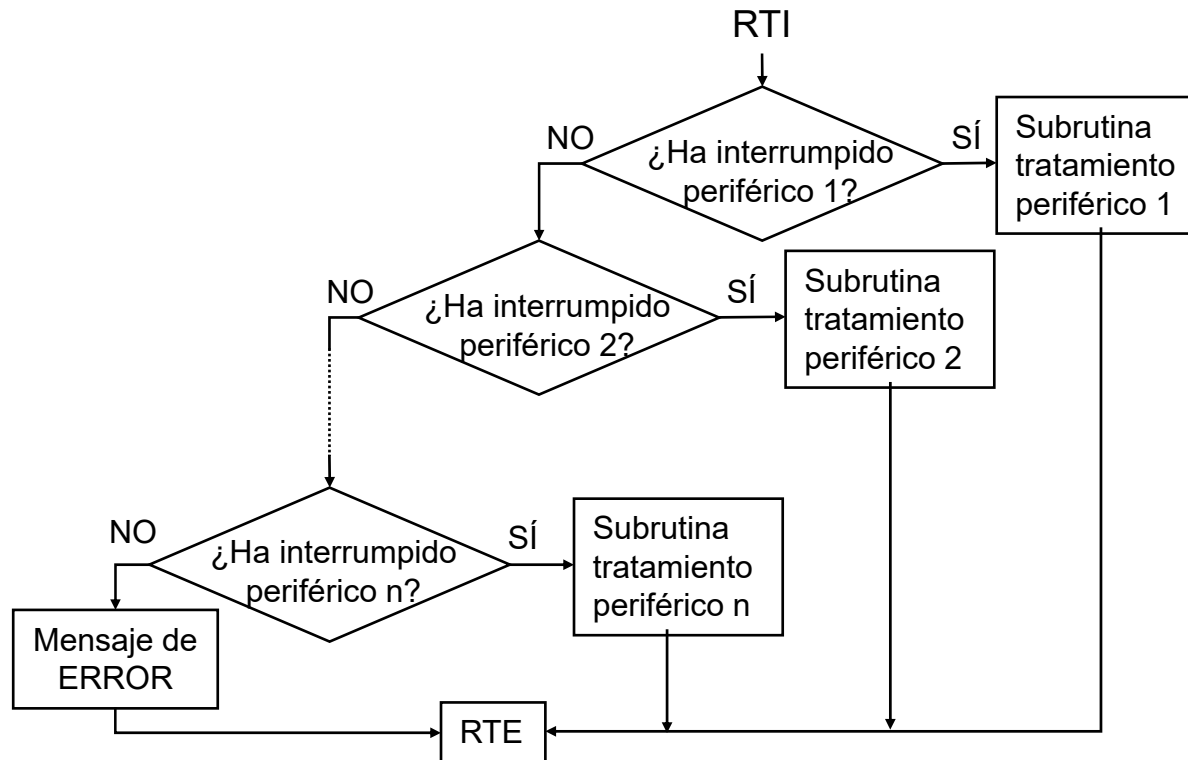 RTI
NO
¿Ha interrumpido
periférico 1?
SÍ
Subrutina
tratamiento
periférico 1
NO
¿Ha interrumpido
periférico 2?
SÍ
Subrutina
tratamiento
periférico 2
NO
¿Ha interrumpido
periférico n?
SÍ
Subrutina
tratamiento
periférico n
Mensaje de
ERROR
RTE